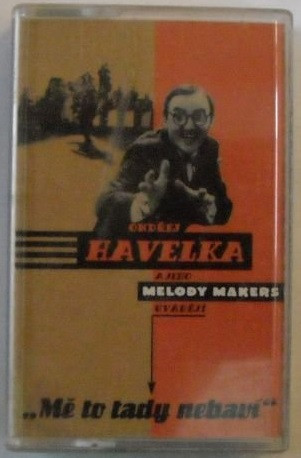 ONDŘEJ
HAVELKA
A JEHO
MELODY MAKERS
UVÁDĚJÍ
„Mě to tady nebaví“